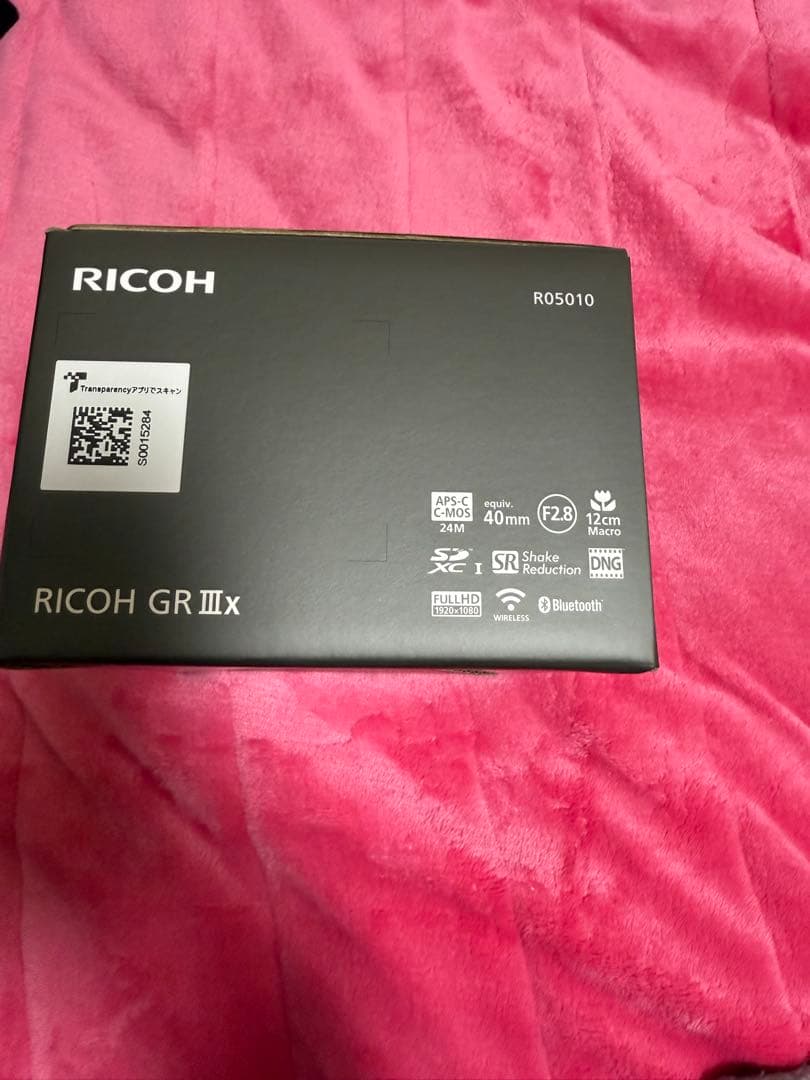 RICOH
R05010
Transparencyアプリでスキャン
S0015284
APS-C
C-MOS
24M
equiv.
40mm
F2.8
12cm
Macro
SD
XC I
SR Shake
Reduction
DNG
FULL HD
1920×1080
WIRELESS
Bluetooth
RICOH GR IIIx